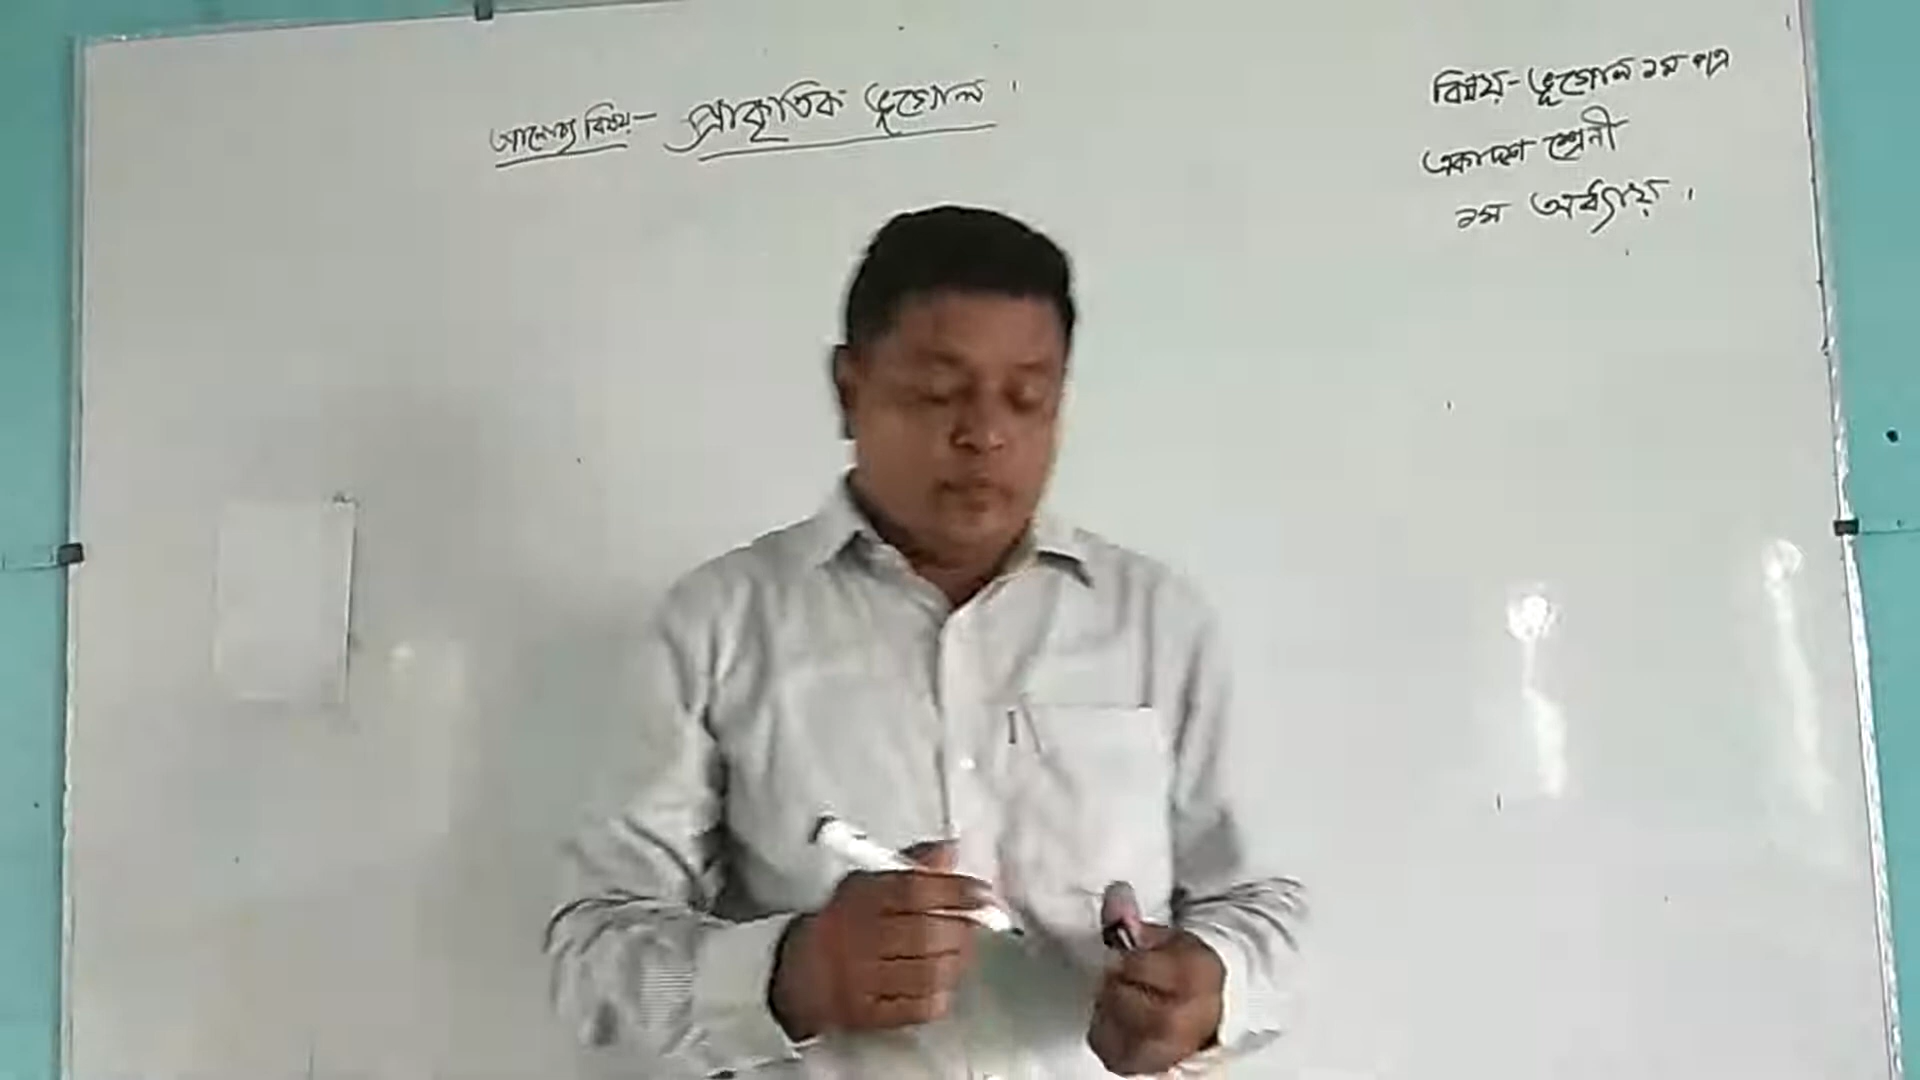 আলোচ্য বিষয়- প্রাকৃতিক ভূগোল।
বিষয়- ভূগোল ১ম পত্র
একাদশ শ্রেনী
১ম অধ্যায়।